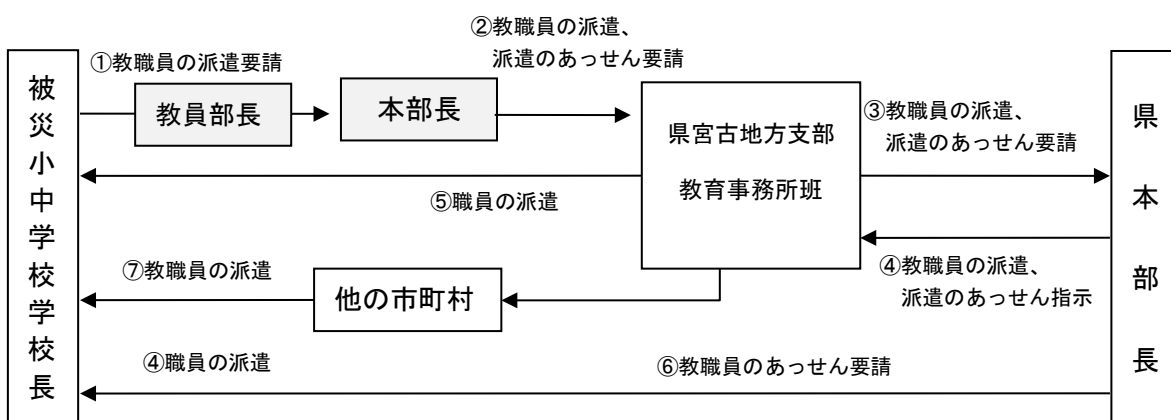 ②教職員の派遣、
派遣のあっせん要請
①教職員の派遣要請
被災小中学校学校長
教員部長
本部長
県宮古地方支部
教育事務所班
③教職員の派遣、
派遣のあっせん要請
県本部長
⑤職員の派遣
④教職員の派遣、
派遣のあっせん指示
⑦教職員の派遣
他の市町村
④職員の派遣
⑥教職員のあっせん要請